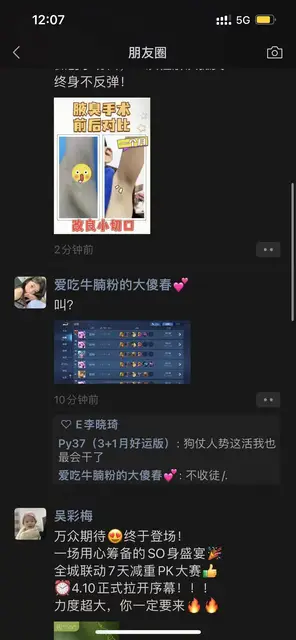 12:07
5G
朋友圈
终身不反弹！
腋臭手术
前后对比
一个月
改良小切口
2分钟前
爱吃牛腩粉的大傻春💕
叫?
10分钟前
E李晓琦
Py37（3+1月好运版）: 狗仗人势这活我也
最会干了
爱吃牛腩粉的大傻春💕: 不收徒/.
吴彩梅
万众期待😍终于登场！
一场用心筹备的SO身盛宴🎉
全城联动7天减重PK大赛👍
⏰4.10正式拉开序幕！！！
力度超大，你一定要来🔥🔥